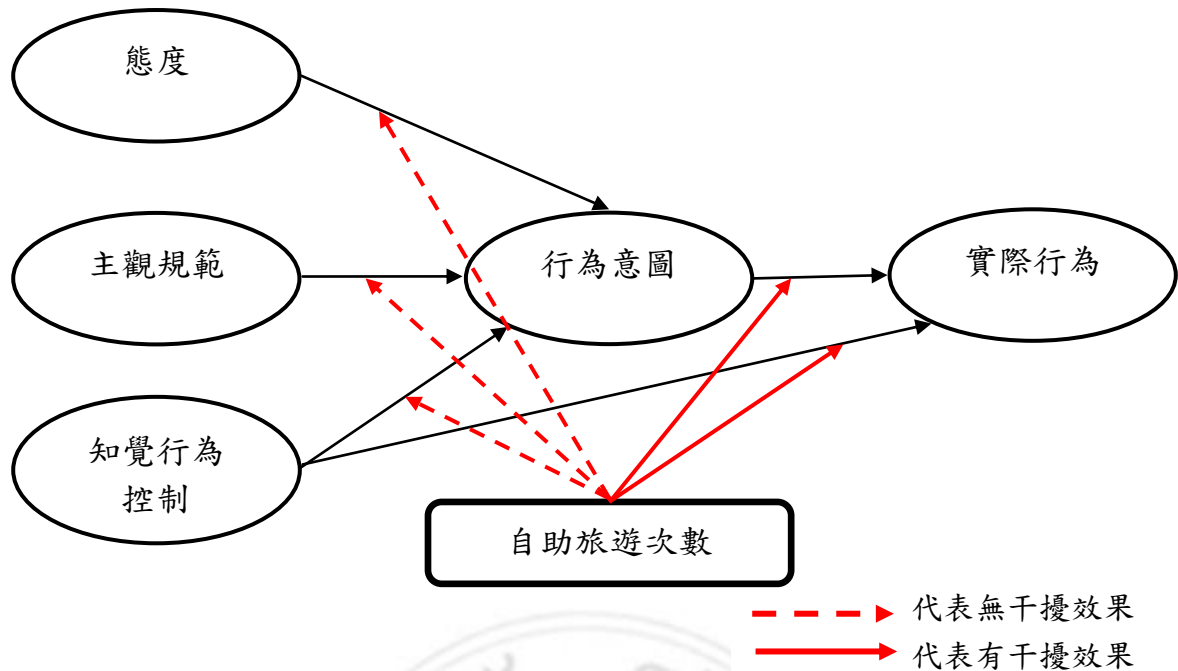 態度
主觀規範
行為意圖
實際行為
知覺行為
控制
自助旅遊次數
代表無干擾效果
代表有干擾效果